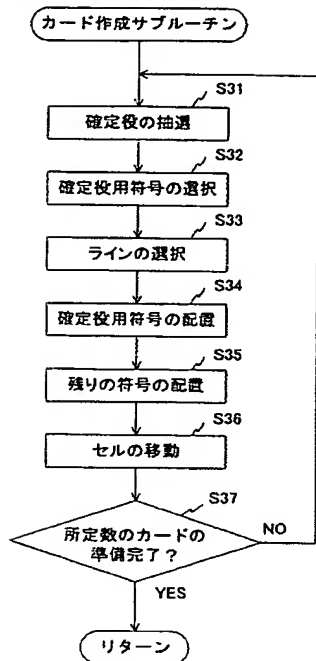 カード作成サブルーチン
S31
確定役の抽選
S32
確定役用符号の選択
S33
ラインの選択
S34
確定役用符号の配置
S35
残りの符号の配置
S36
セルの移動
S37
所定数のカードの
準備完了？
NO
YES
リターン